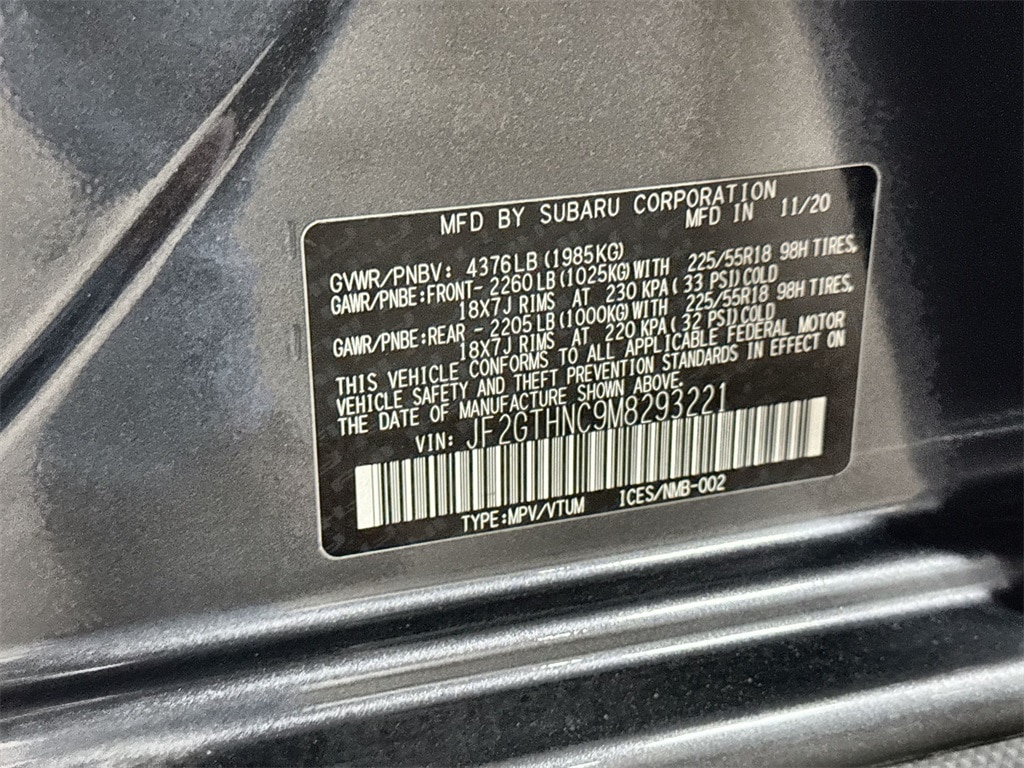 MFD BY SUBARU CORPORATION
MFD IN 11/20
GVWR/PNBV: 4376LB(1985KG)
GAWR/PNBE:FRONT-2260LB(1025KG)WITH 225/55R18 98H TIRES,
18X7J RIMS AT 230 KPA( 33 PSI)COLD
GAWR/PNBE:REAR -2205LB(1000KG)WITH 225/55R18 98H TIRES,
18X7J RIMS AT 220 KPA( 32 PSI)COLD
THIS VEHICLE CONFORMS TO ALL APPLICABLE FEDERAL MOTOR
VEHICLE SAFETY AND THEFT PREVENTION STANDARDS IN EFFECT ON
THE DATE OF MANUFACTURE SHOWN ABOVE.
VIN: JF2GTHNC9M8293221
TYPE:MPV/VTUM ICES/NMB-002